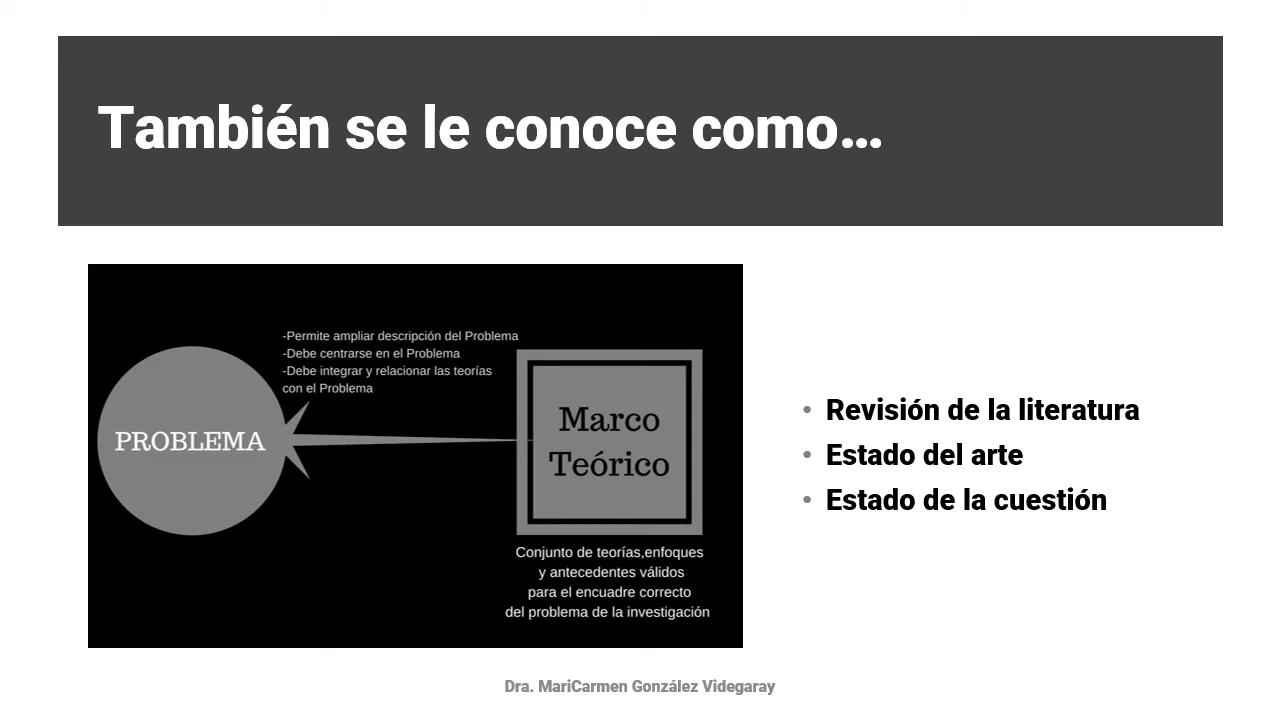 También se le conoce como...
-Permite ampliar descripción del Problema
-Debe centrarse en el Problema
-Debe integrar y relacionar las teorías
con el Problema
PROBLEMA
Marco
Teórico
Conjunto de teorías,enfoques
y antecedentes válidos
para el encuadre correcto
del problema de la investigación
• Revisión de la literatura
• Estado del arte
• Estado de la cuestión
Dra. MariCarmen González Videgaray